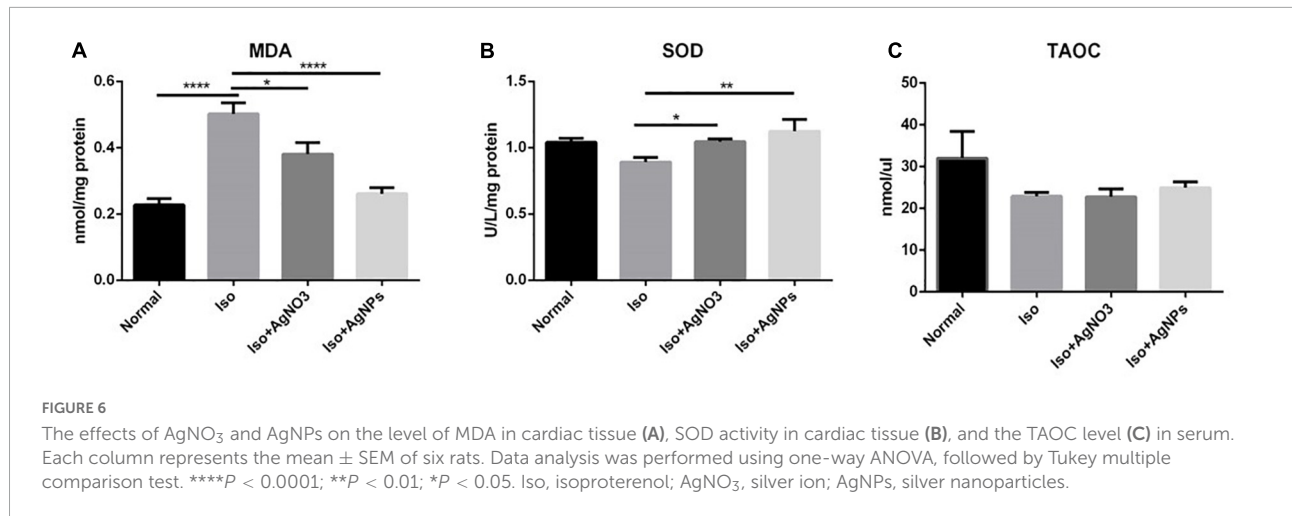 A
MDA
nmol/mg protein
0.6
0.4
0.2
0.0
****
*
****
Normal
Iso
Iso+AgNO3
Iso+AgNPs
B
SOD
U/L/mg protein
1.5
1.0
0.5
0.0
*
**
Normal
Iso
Iso+AgNO3
Iso+AgNPs
C
TAOC
nmol/ul
50
40
30
20
10
0
Normal
Iso
Iso+AgNO3
Iso+AgNPs
FIGURE 6
The effects of AgNO₃ and AgNPs on the level of MDA in cardiac tissue (A), SOD activity in cardiac tissue (B), and the TAOC level (C) in serum.
Each column represents the mean ± SEM of six rats. Data analysis was performed using one-way ANOVA, followed by Tukey multiple
comparison test. ****P < 0.0001; **P < 0.01; *P < 0.05. Iso, isoproterenol; AgNO₃, silver ion; AgNPs, silver nanoparticles.